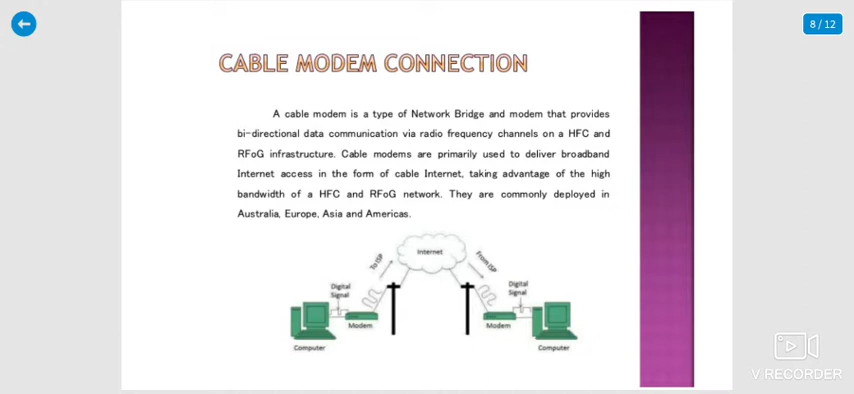 8 / 12
CABLE MODEM CONNECTION
A cable modem is a type of Network Bridge and modem that provides
bi-directional data communication via radio frequency channels on a HFC and
RFoG infrastructure. Cable modems are primarily used to deliver broadband
Internet access in the form of cable Internet, taking advantage of the high
bandwidth of a HFC and RFoG network. They are commonly deployed in
Australia, Europe, Asia and Americas.
Internet
To ISP
From ISP
Digital
Signal
Digital
Signal
Modem
Modem
Computer
Computer
V RECORDER